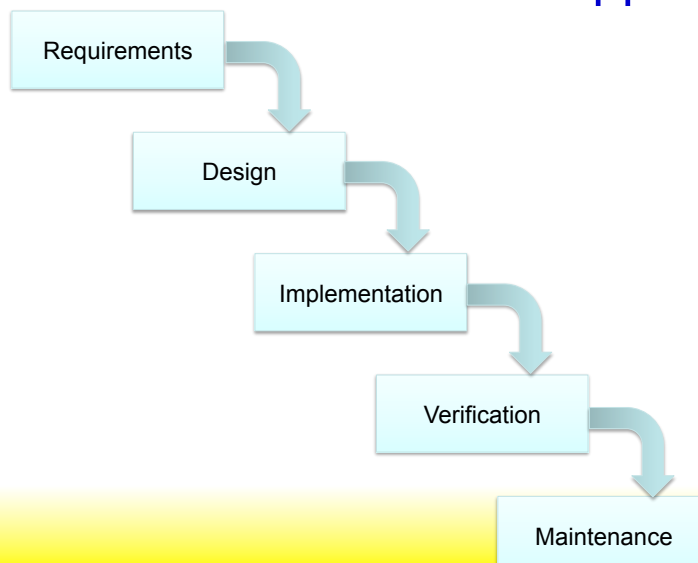 Requirements
Design
Implementation
Verification
Maintenance